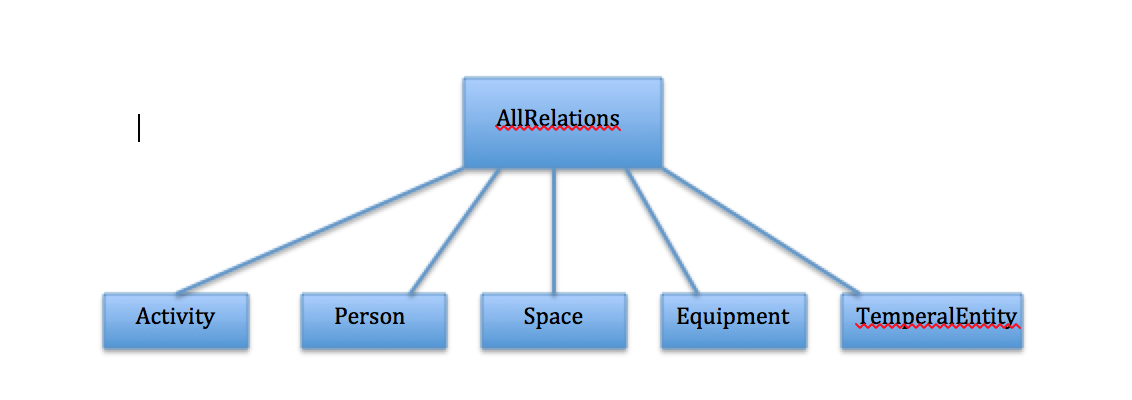 AllRelations
Activity
Person
Space
Equipment
TemperalEntity